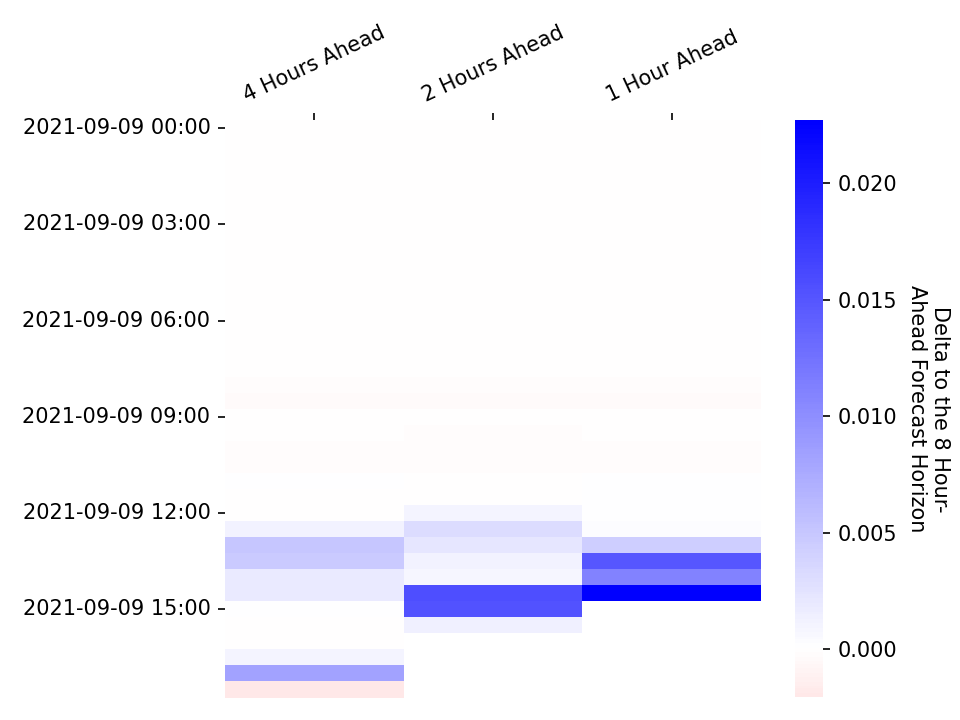 4 Hours Ahead
2 Hours Ahead
1 Hour Ahead
2021-09-09 00:00
2021-09-09 03:00
2021-09-09 06:00
2021-09-09 09:00
2021-09-09 12:00
2021-09-09 15:00
0.020
0.015
0.010
0.005
0.000
Delta to the 8 Hour-
Ahead Forecast Horizon